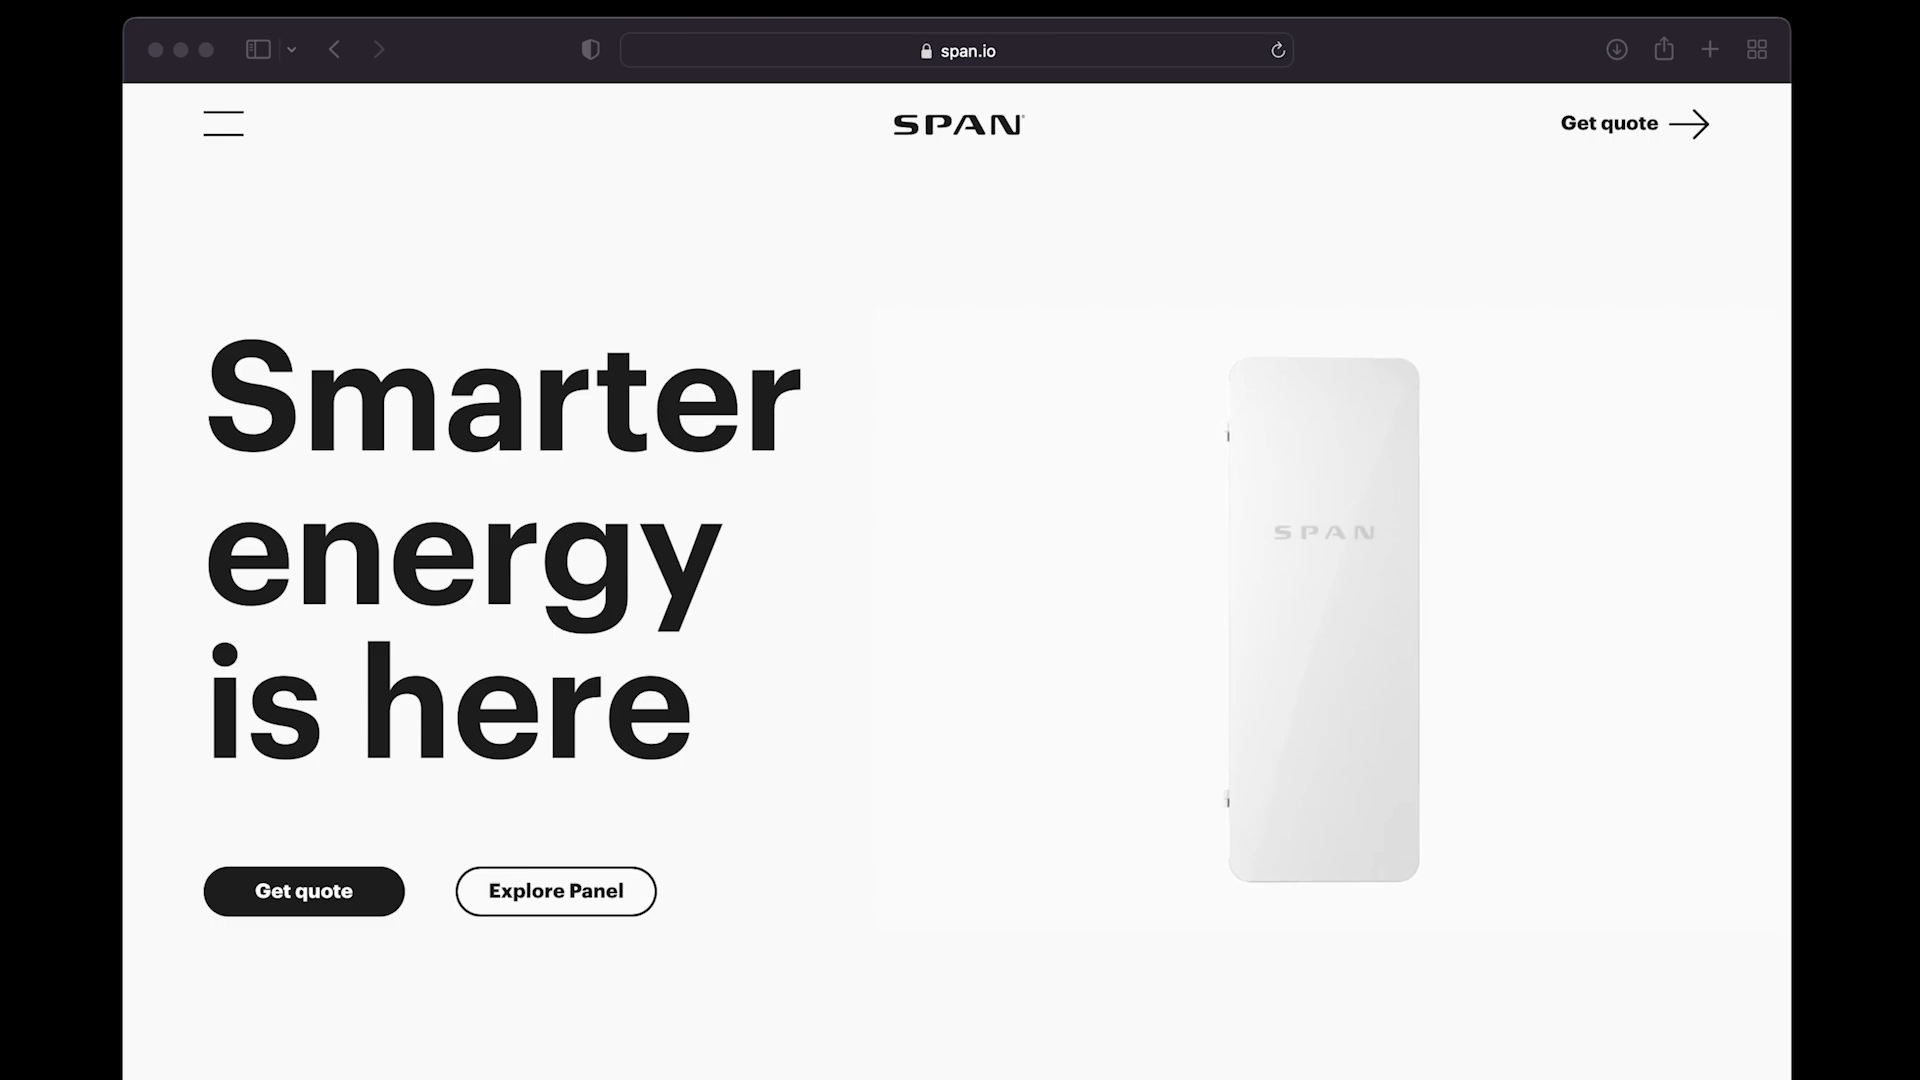 span.io
SPAN
Get quote
Smarter
energy
is here
SPAN
Get quote
Explore Panel